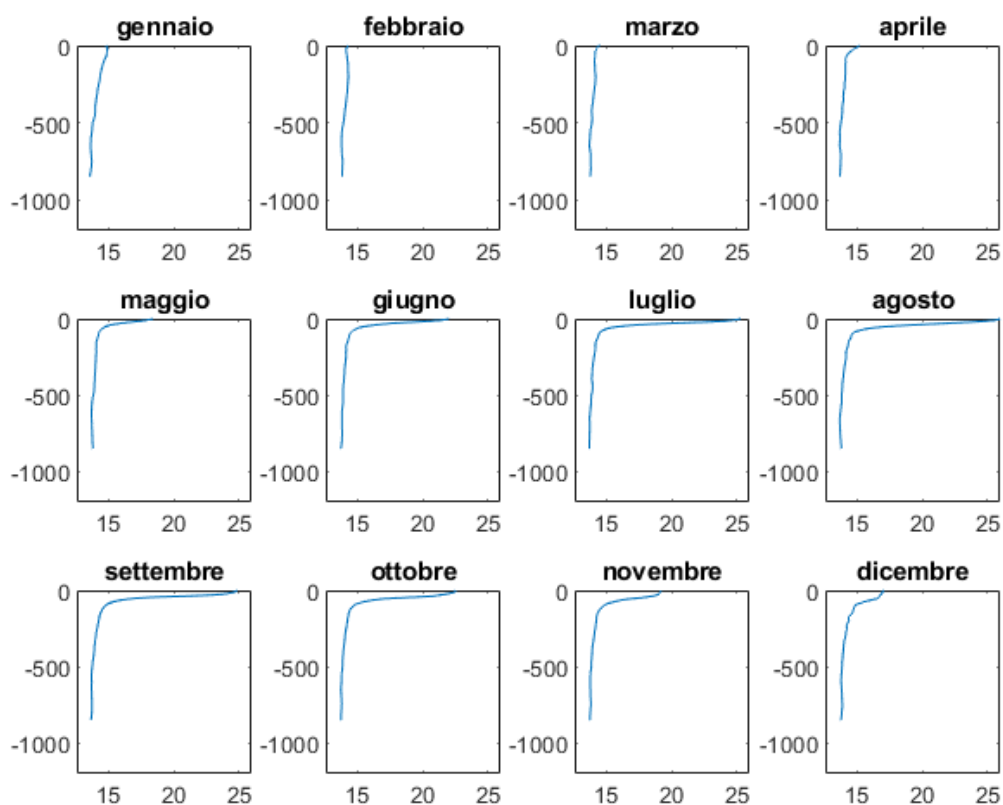 gennaio febbraio marzo aprile
0 0 0 0
-500 -500 -500 -500
-1000 -1000 -1000 -1000
15 20 25 15 20 25 15 20 25 15 20 25
maggio giugno luglio agosto
0 0 0 0
-500 -500 -500 -500
-1000 -1000 -1000 -1000
15 20 25 15 20 25 15 20 25 15 20 25
settembre ottobre novembre dicembre
0 0 0 0
-500 -500 -500 -500
-1000 -1000 -1000 -1000
15 20 25 15 20 25 15 20 25 15 20 25